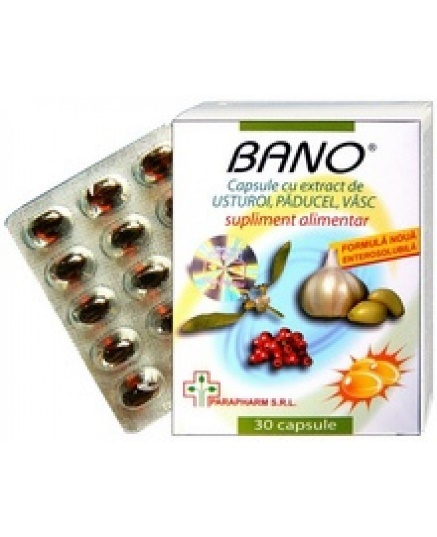 BANO®
Capsule cu extract de
USTUROI, PĂDUCEL, VÂSC
supliment alimentar
FORMULĂ NOUĂ
ENTEROSOLUBILĂ
PARAPHARM S.R.L.
30 capsule